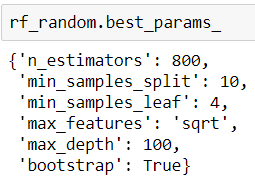 rf_random.best_params_
{'n_estimators': 800,
'min_samples_split': 10,
'min_samples_leaf': 4,
'max_features': 'sqrt',
'max_depth': 100,
'bootstrap': True}